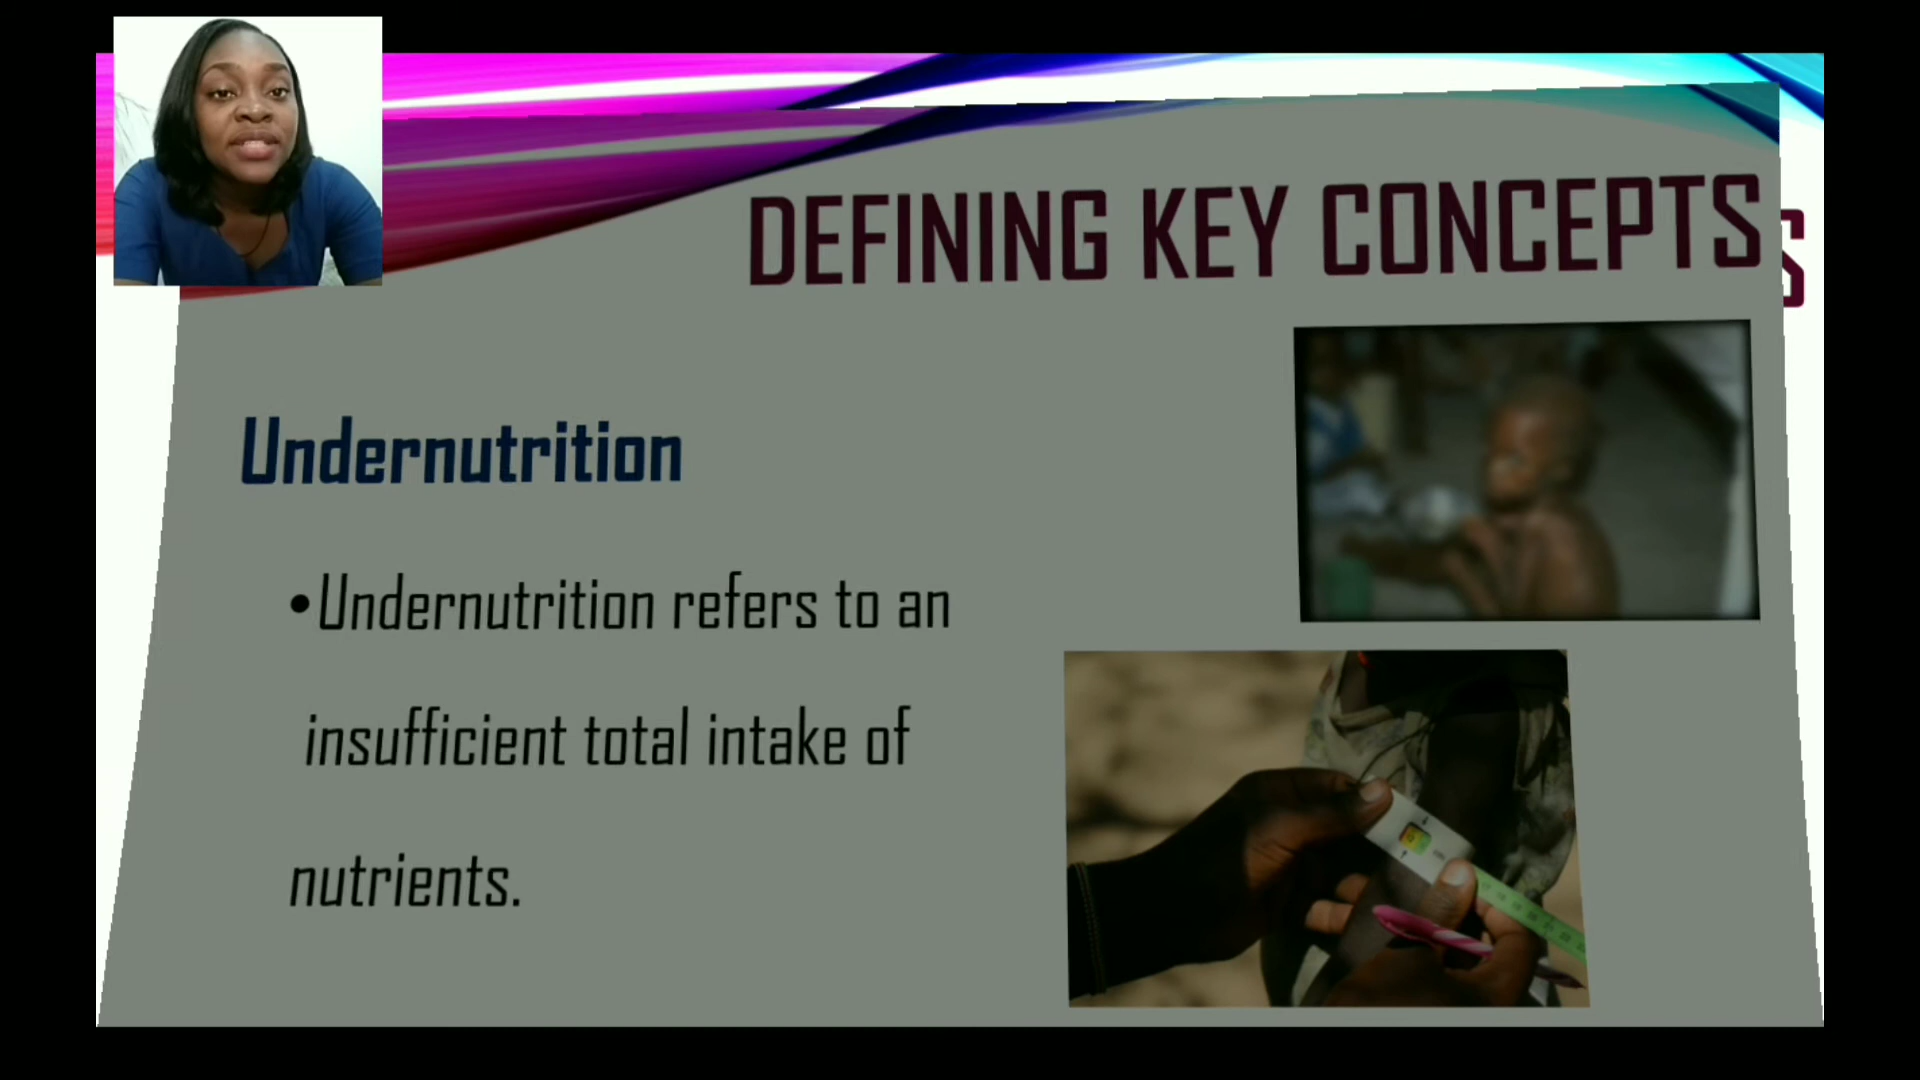 DEFINING KEY CONCEPTS
S
Undernutrition
•Undernutrition refers to an
insufficient total intake of
nutrients.